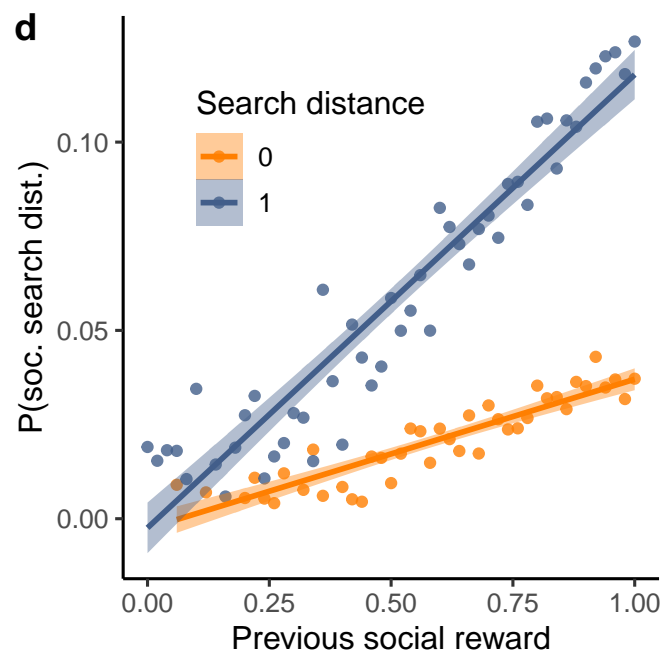 d
Search distance
0
1
P(soc. search dist.)
0.10
0.05
0.00
0.00 0.25 0.50 0.75 1.00
Previous social reward